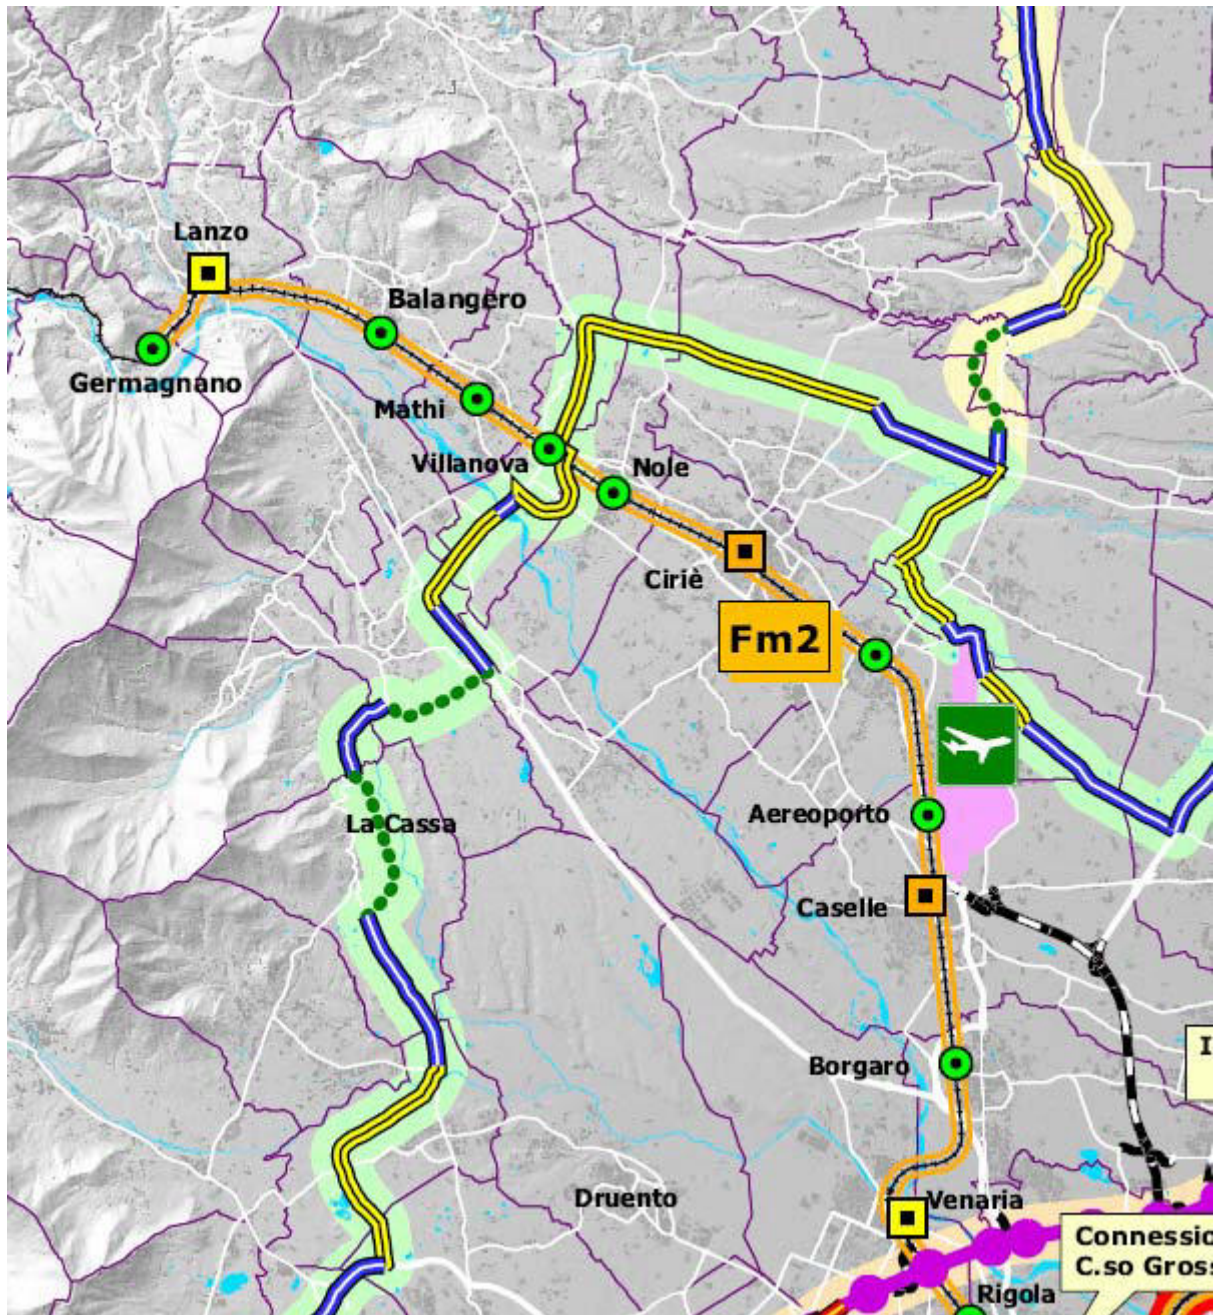 Lanzo
Balangero
Germagnano
Mathi
Villanova
Nole
Ciriè
Fm2
Aereoporto
La Cassa
Caselle
Borgaro
I
Druento
Venaria
Connessio
C.so Gros
Rigola